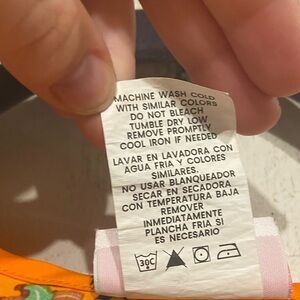 MACHINE WASH COLD
WITH SIMILAR COLORS
DO NOT BLEACH
TUMBLE DRY LOW
REMOVE PROMPTLY
COOL IRON IF NEEDED
LAVAR EN LAVADORA CON
AGUA FRIA Y COLORES
SIMILARES.
NO USAR BLANQUEADOR
SECAR EN SECADORA
CON TEMPERATURA BAJA
REMOVER
INMEDIATAMENTE
PLANCHA FRIA SI
ES NECESARIO
30C